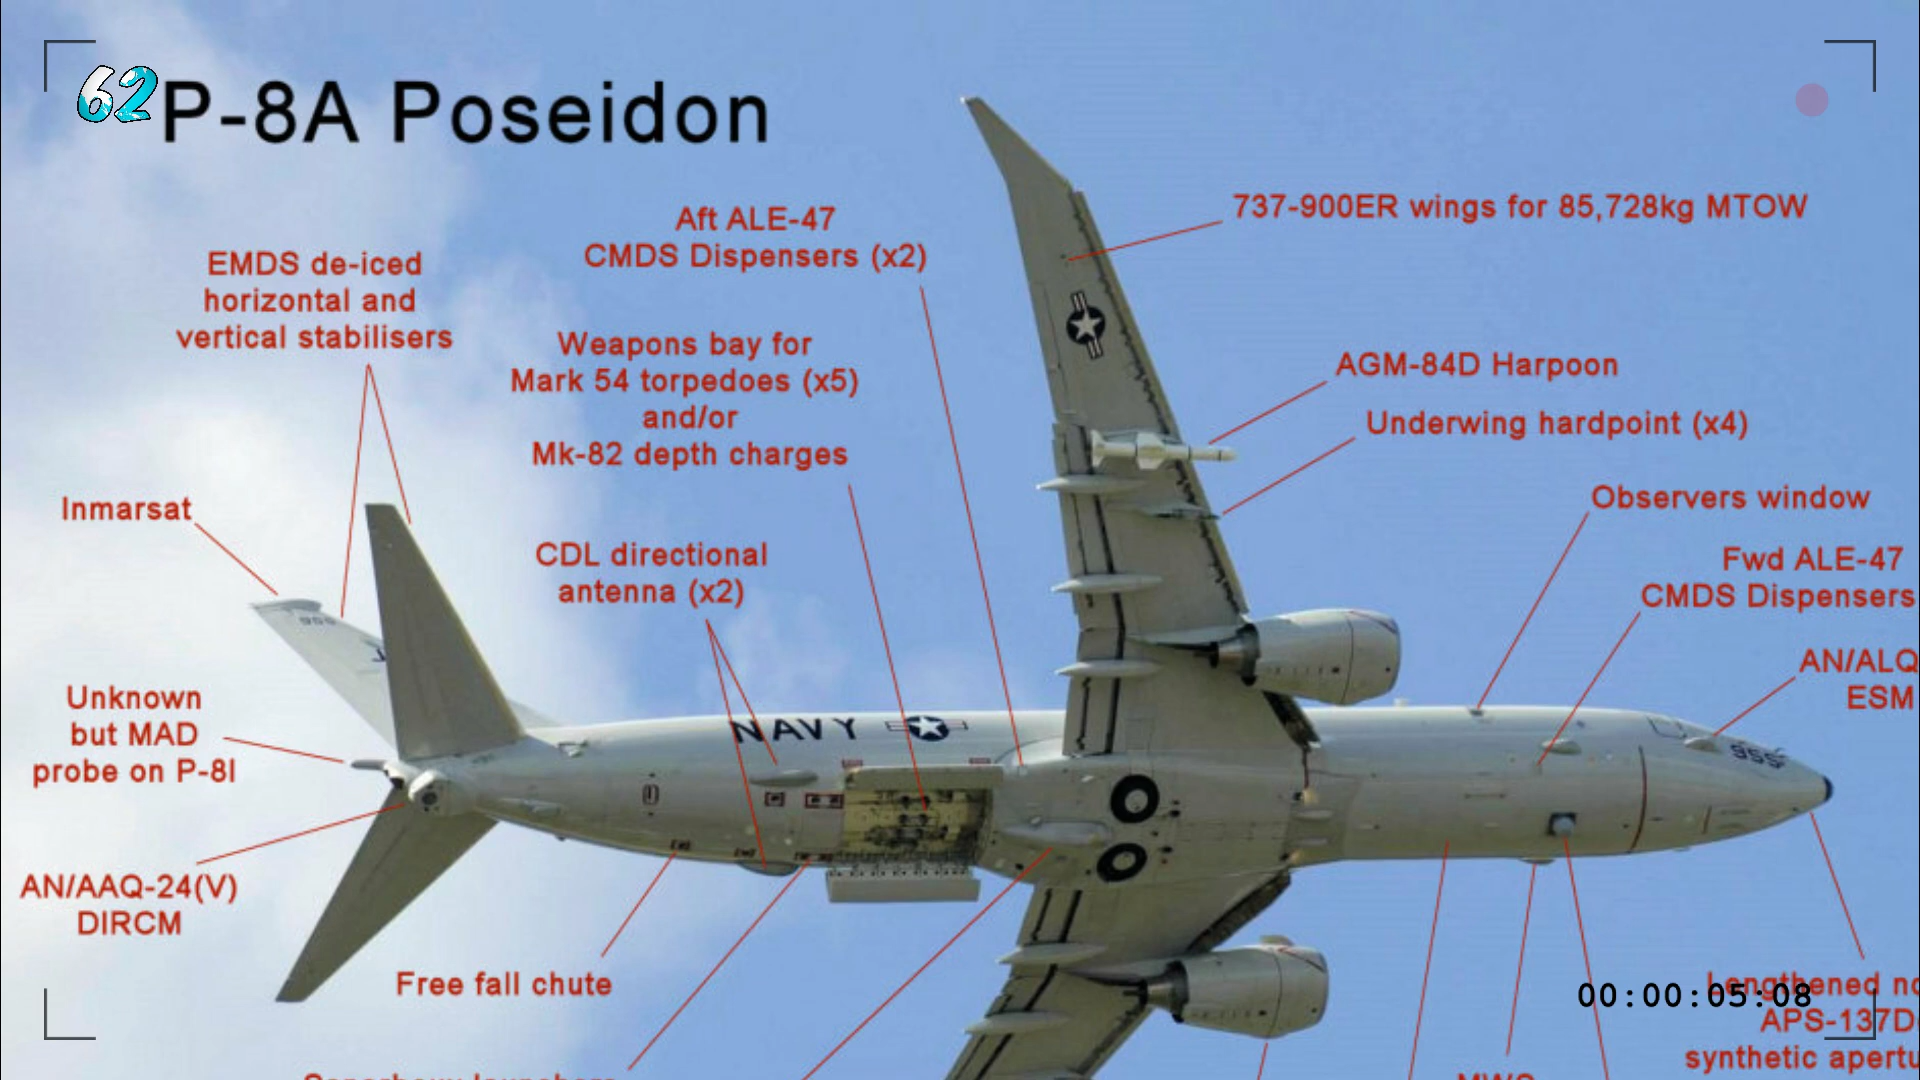 62
P-8A Poseidon
737-900ER wings for 85,728kg MTOW
Aft ALE-47
CMDS Dispensers (x2)
EMDS de-iced
horizontal and
vertical stabilisers
Weapons bay for
Mark 54 torpedoes (x5)
and/or
Mk-82 depth charges
AGM-84D Harpoon
Underwing hardpoint (x4)
Inmarsat
Observers window
CDL directional
antenna (x2)
Fwd ALE-47
CMDS Dispensers
AN/ALQ
ESM
Unknown
but MAD
probe on P-8I
NAVY
AN/AAQ-24(V)
DIRCM
Free fall chute
Lengthened
00:00:05:08
APS-137D
synthetic